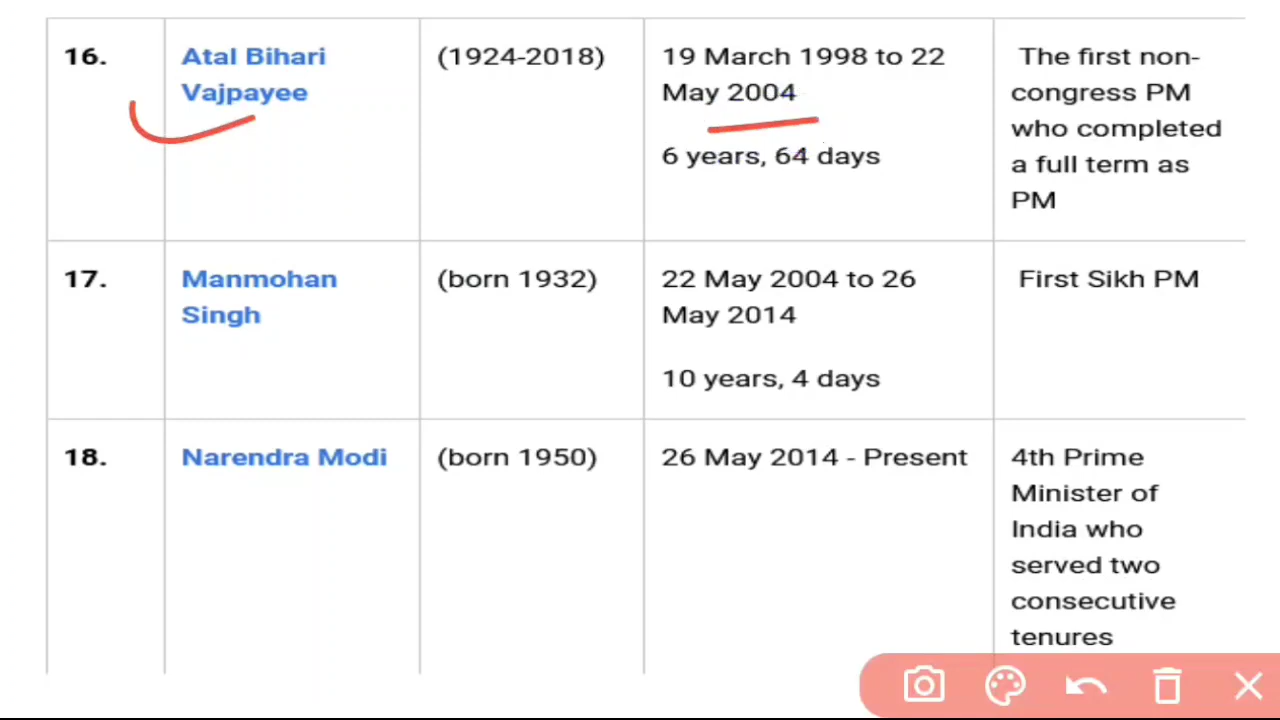 16.
Atal Bihari
Vajpayee
(1924-2018)
19 March 1998 to 22
May 2004
6 years, 64 days
The first non-
congress PM
who completed
a full term as
PM
17.
Manmohan
Singh
(born 1932)
22 May 2004 to 26
May 2014
10 years, 4 days
First Sikh PM
18.
Narendra Modi
(born 1950)
26 May 2014 - Present
4th Prime
Minister of
India who
served two
consecutive
tenures